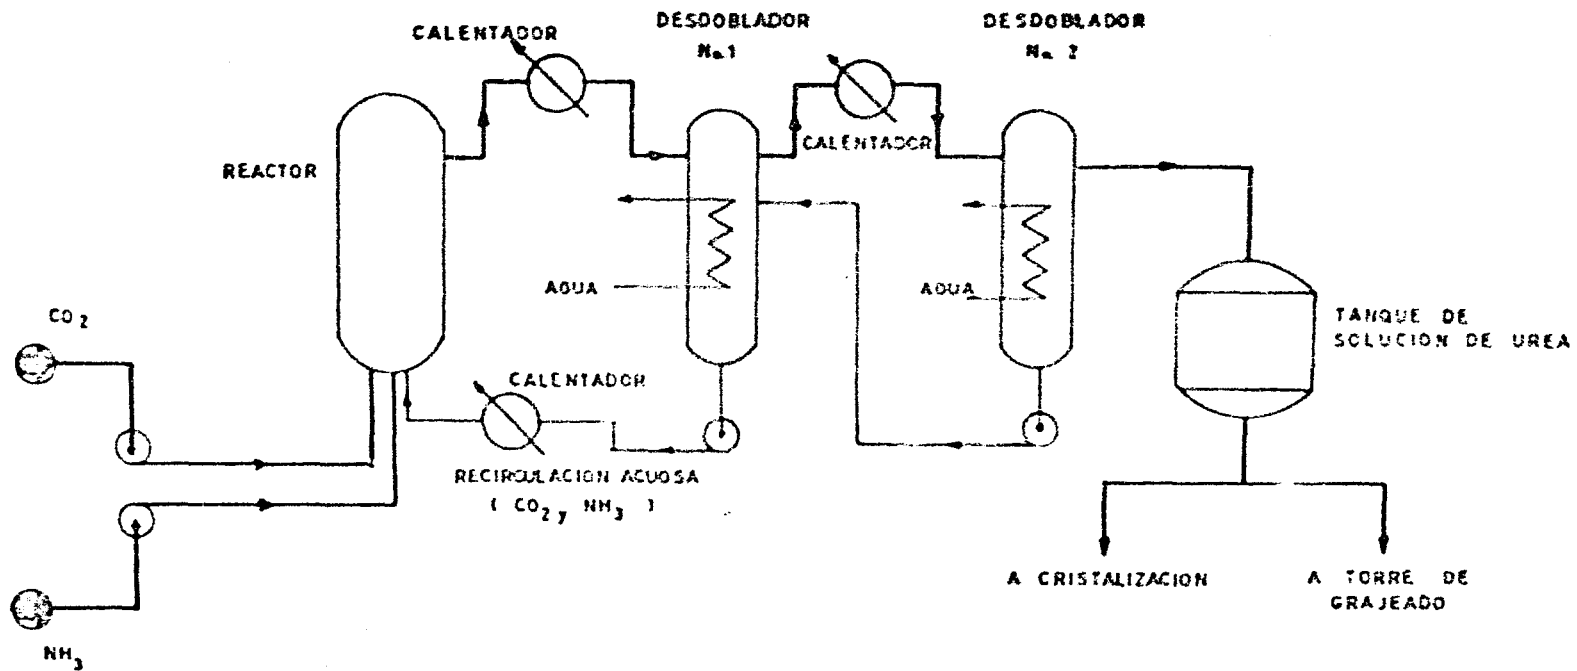 CALENTADOR
DESDOBLADOR
No.1
DESDOBLADOR
No. 2
CALENTADOR
REACTOR
AGUA
AGUA
CO2
TANQUE DE
SOLUCION DE UREA
CALENTADOR
RECIRCULACION ACUOSA
( CO2 y NH3 )
A CRISTALIZACION
A TORRE DE
GRAJEADO
NH3